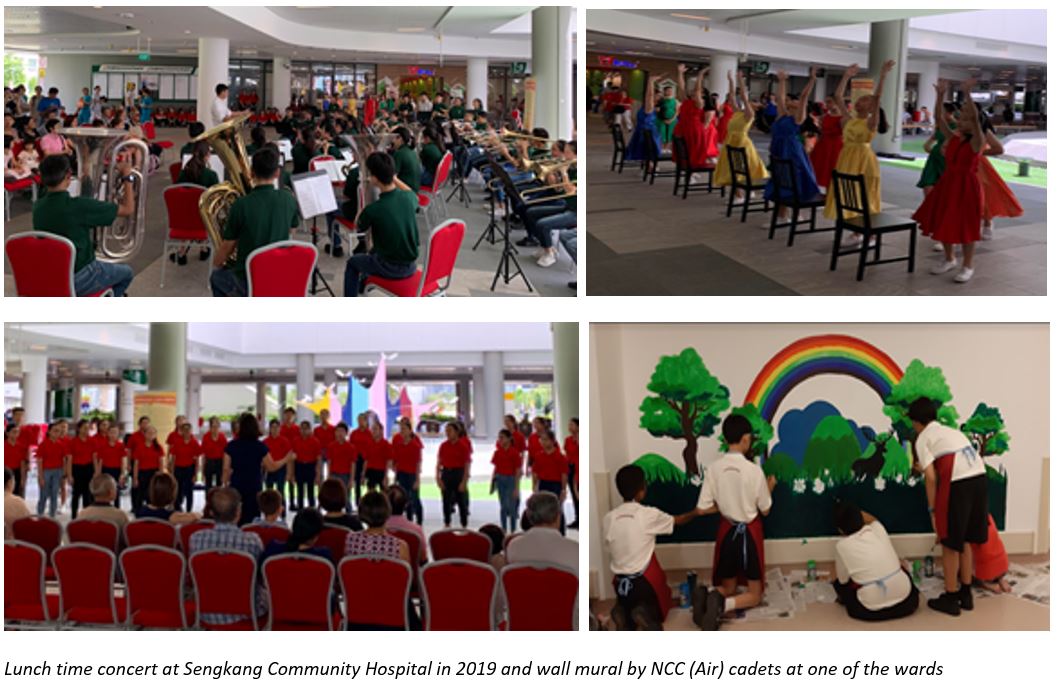 Lunch time concert at Sengkang Community Hospital in 2019 and wall mural by NCC (Air) cadets at one of the wards